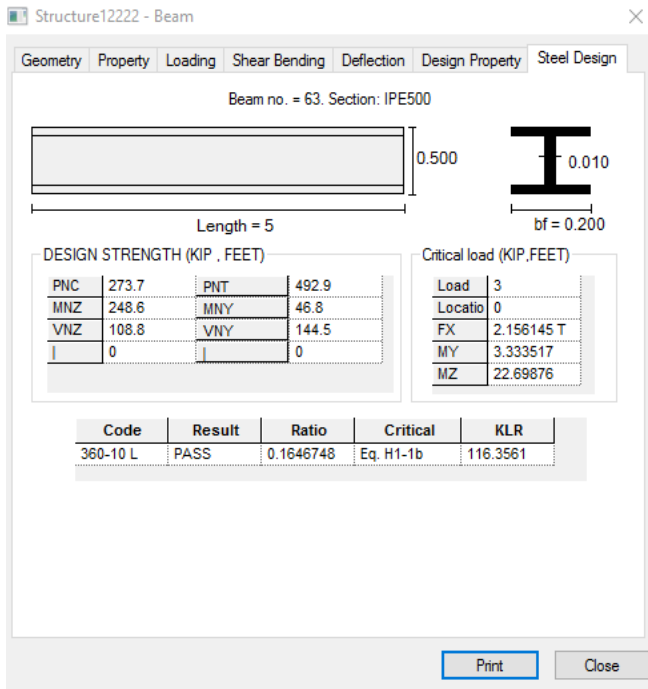 Structure12222 - Beam
Geometry Property Loading Shear Bending Deflection Design Property Steel Design
Beam no. = 63. Section: IPE500
0.500
0.010
Length = 5
bf = 0.200
DESIGN STRENGTH (KIP , FEET)
PNC 273.7 PNT 492.9
MNZ 248.6 MNY 46.8
VNZ 108.8 VNY 144.5
| 0 | 0
Critical load (KIP,FEET)
Load 3
Locatio 0
FX 2.156145 T
MY 3.333517
MZ 22.69876
Code Result Ratio Critical KLR
360-10 L PASS 0.1646748 Eq. H1-1b 116.3561
Print Close